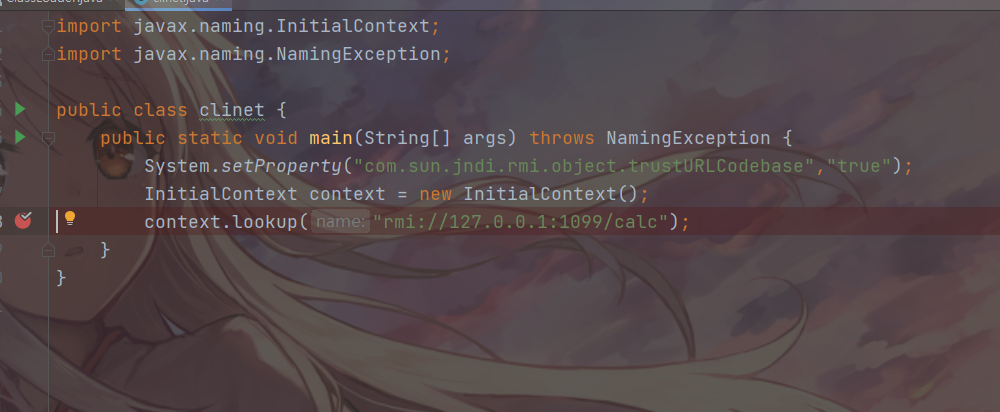 import javax.naming.InitialContext;
import javax.naming.NamingException;
public class clinet {
public static void main(String[] args) throws NamingException {
System.setProperty("com.sun.jndi.rmi.object.trustURLCodebase","true");
InitialContext context = new InitialContext();
context.lookup( name: "rmi://127.0.0.1:1099/calc");
}
}